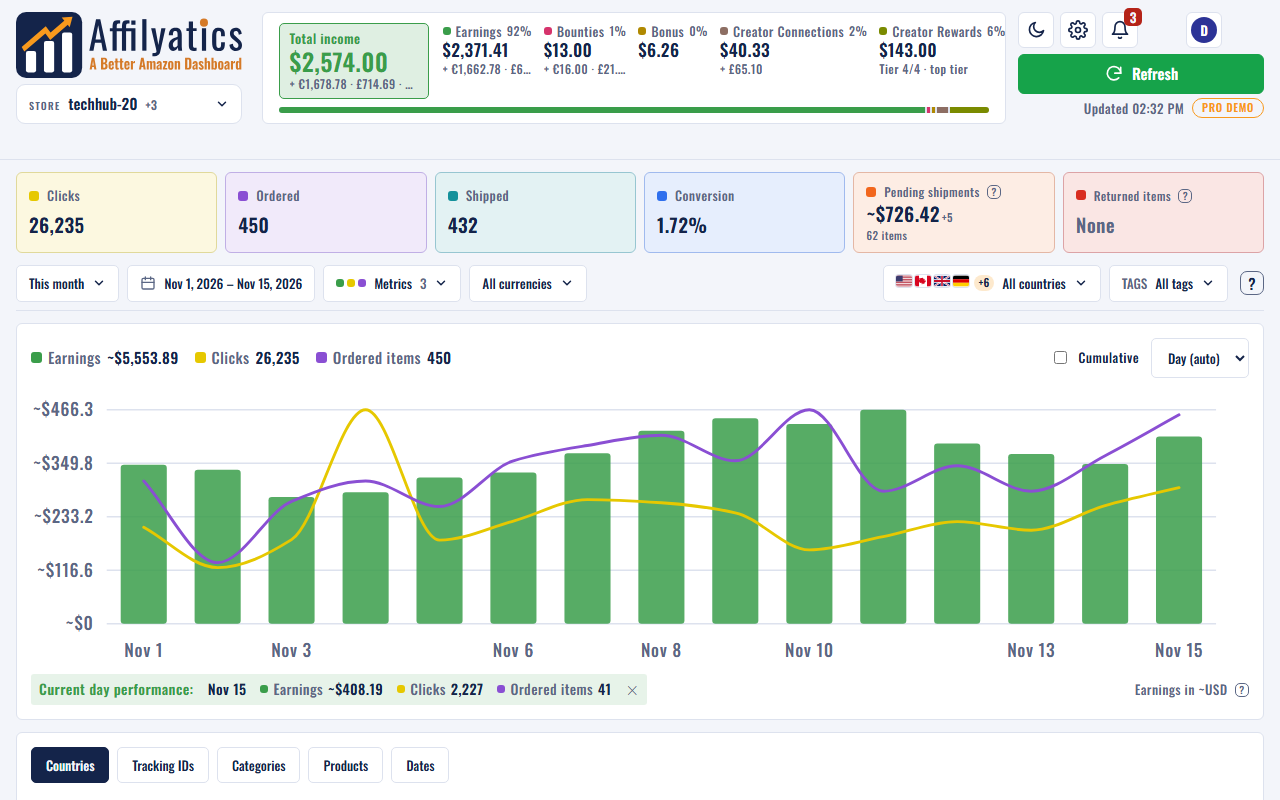 Affilyatics
A Better Amazon Dashboard
STORE techhub-20 +3
Total income
$2,574.00
+ €1,678.78 · £714.69 · ...
Earnings 92%
$2,371.41
+ €1,662.78 · £6...
Bounties 1%
$13.00
+ €16.00 · £21....
Bonus 0%
$6.26
Creator Connections 2%
$40.33
+ £65.10
Creator Rewards 6%
$143.00
Tier 4/4 · top tier
3
D
Refresh
Updated 02:32 PM PRO DEMO
Clicks
26,235
Ordered
450
Shipped
432
Conversion
1.72%
Pending shipments ?
~$726.42 +5
62 items
Returned items ?
None
This month
Nov 1, 2026 – Nov 15, 2026
Metrics 3
All currencies
+6 All countries
TAGS All tags
?
Earnings ~$5,553.89 Clicks 26,235 Ordered items 450
Cumulative
Day (auto)
~$466.3
~$349.8
~$233.2
~$116.6
~$0
Nov 1 Nov 3 Nov 6 Nov 8 Nov 10 Nov 13 Nov 15
Current day performance: Nov 15 Earnings ~$408.19 Clicks 2,227 Ordered items 41
Earnings in ~USD ?
Countries Tracking IDs Categories Products Dates